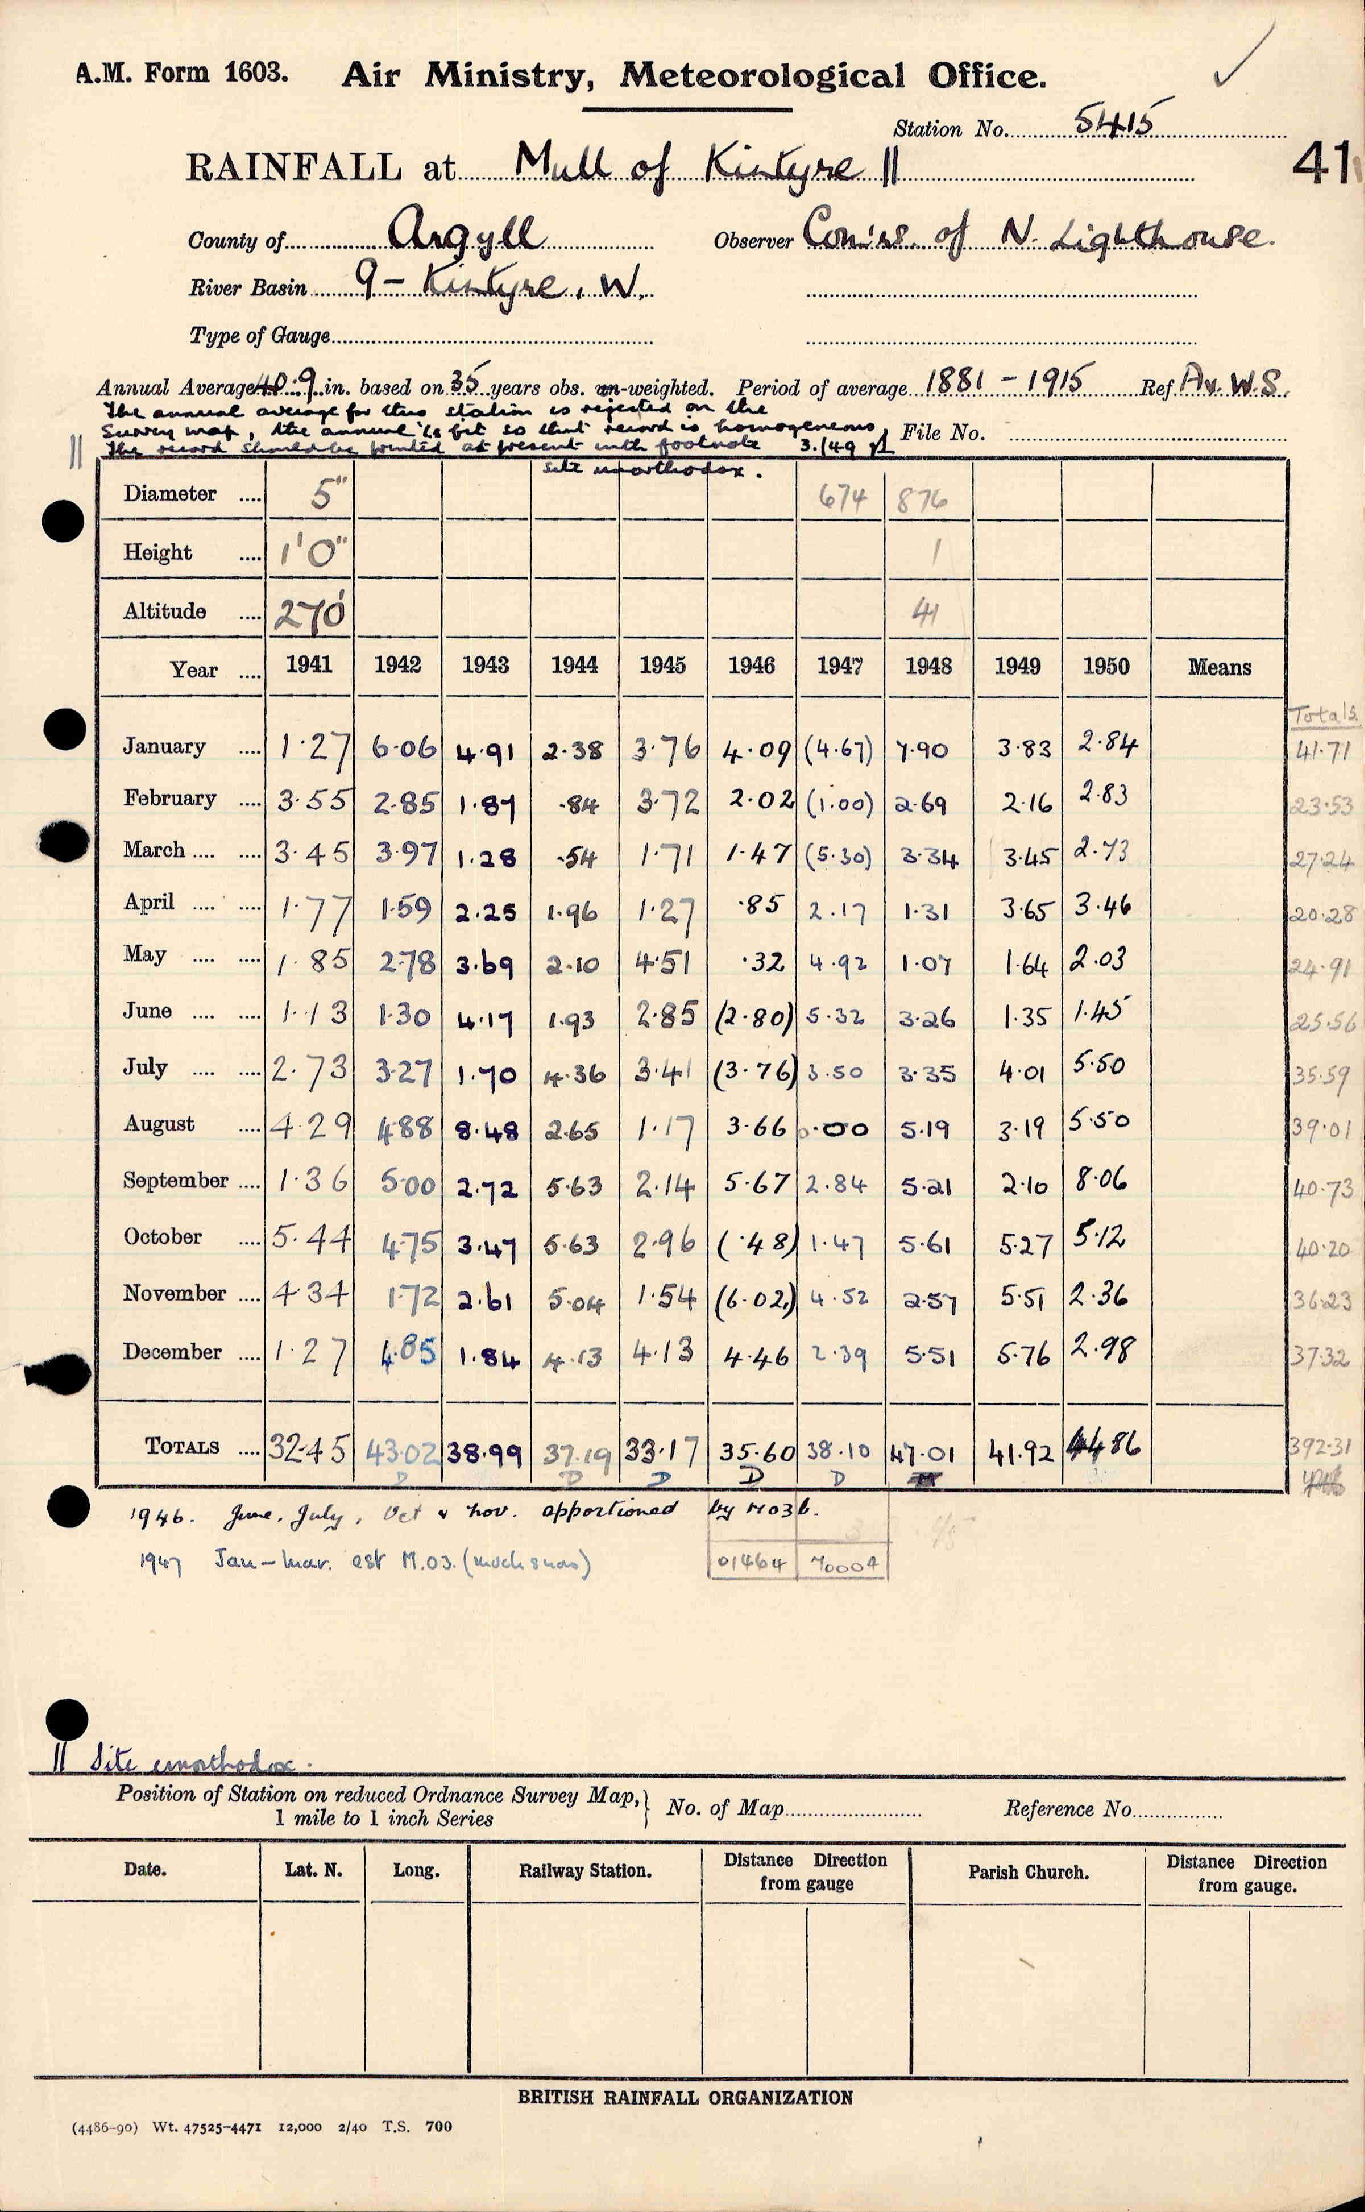 A.M. Form 1603. Air Ministry, Meteorological Office.
Station No. 5415
RAINFALL at Mull of Kintyre || 41
County of Argyll Observer Com'rs. of N. Lighthouse.
River Basin 9 – Kintyre, W.
Type of Gauge
Annual Average 40.9 in. based on 35 years obs. un-weighted. Period of average 1881 – 1915 Ref Av. W.S.
The annual average for this station is rejected on the
Survey map, the annual %s fit so that record is homogeneous, File No.
|| The record should be printed at present with footnote 3./49
site unorthodox.
Diameter .... 5" 674 876
Height .... 1'0" 1
Altitude .... 270' 41
Year .... 1941 1942 1943 1944 1945 1946 1947 1948 1949 1950 Means
Totals
January .... 1.27 6.06 4.91 2.38 3.76 4.09 (4.67) 7.90 3.83 2.84 41.71
February .... 3.55 2.85 1.87 .84 3.72 2.02 (1.00) 2.69 2.16 2.83 23.53
March .... .... 3.45 3.97 1.28 .54 1.71 1.47 (5.30) 3.34 3.45 2.73 27.24
April .... .... 1.77 1.59 2.25 1.96 1.27 .85 2.17 1.31 3.65 3.46 20.28
May .... .... 1.85 2.78 3.69 2.10 4.51 .32 4.92 1.07 1.64 2.03 24.91
June .... .... 1.13 1.30 4.17 1.93 2.85 (2.80) 5.32 3.26 1.35 1.45 25.56
July .... .... 2.73 3.27 1.70 4.36 3.41 (3.76) 3.50 3.35 4.01 5.50 35.59
August .... 4.29 4.88 8.48 2.65 1.17 3.66 0.00 5.19 3.19 5.50 39.01
September .... 1.36 5.00 2.72 5.63 2.14 5.67 2.84 5.21 2.10 8.06 40.73
October .... 5.44 4.75 3.47 5.63 2.96 (.48) 1.47 5.61 5.27 5.12 40.20
November .... 4.34 1.72 2.61 5.04 1.54 (6.02) 4.52 2.57 5.51 2.36 36.23
December .... 1.27 4.85 1.84 4.13 4.13 4.46 2.39 5.51 5.76 2.98 37.32
TOTALS .... 32.45 43.02 38.99 37.19 33.17 35.60 38.10 47.01 41.92 44.86 392.31
D D D D D
1946. June, July, Oct & Nov. apportioned by M03b.
1947 Jan – Mar. est M.03. (much snow) 01464 70004
|| Site unorthodox.
Position of Station on reduced Ordnance Survey Map,
1 mile to 1 inch Series } No. of Map Reference No.
Date. Lat. N. Long. Railway Station. Distance Direction from gauge Parish Church. Distance Direction from gauge.
BRITISH RAINFALL ORGANIZATION
(4486-90) Wt. 47525-4471 12,000 2/40 T.S. 700